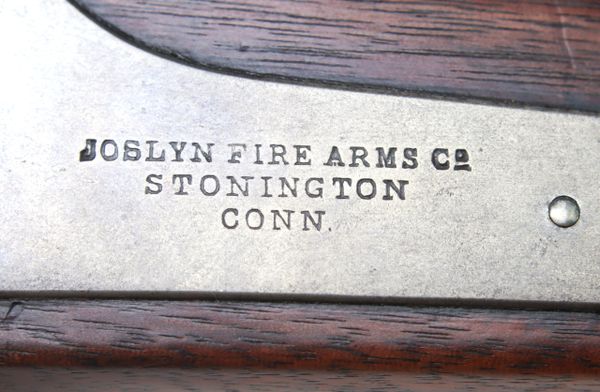 JOSLYN FIRE ARMS Co
STONINGTON
CONN.